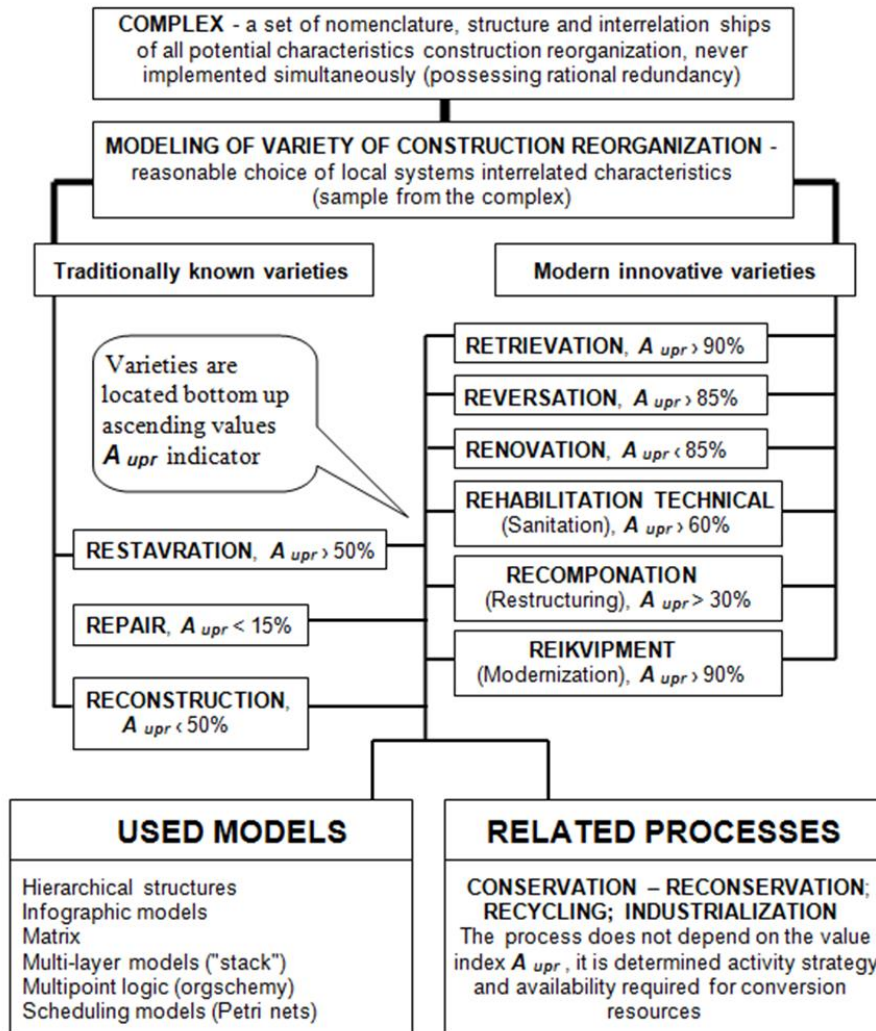 COMPLEX - a set of nomenclature, structure and interrelation ships
of all potential characteristics construction reorganization, never
implemented simultaneously (possessing rational redundancy)
MODELING OF VARIETY OF CONSTRUCTION REORGANIZATION -
reasonable choice of local systems interrelated characteristics
(sample from the complex)
Traditionally known varieties
Modern innovative varieties
Varieties are
located bottom up
ascending values
A upr indicator
RETRIEVATION, A upr › 90%
REVERSATION, A upr › 85%
RENOVATION, A upr ‹ 85%
REHABILITATION TECHNICAL
(Sanitation), A upr › 60%
RESTAVRATION, A upr › 50%
RECOMPONATION
(Restructuring), A upr > 30%
REPAIR, A upr < 15%
REIKVIPMENT
(Modernization), A upr › 90%
RECONSTRUCTION,
A upr ‹ 50%
USED MODELS
Hierarchical structures
Infographic models
Matrix
Multi-layer models ("stack")
Multipoint logic (orgschemy)
Scheduling models (Petri nets)
RELATED PROCESSES
CONSERVATION – RECONSERVATION;
RECYCLING; INDUSTRIALIZATION
The process does not depend on the value
index A upr , it is determined activity strategy
and availability required for conversion
resources